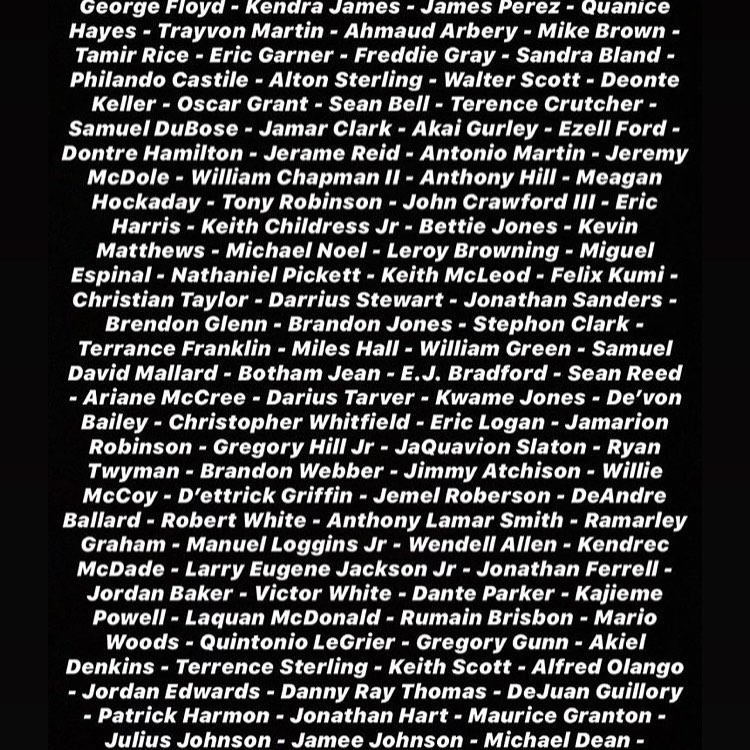 George Floyd - Kendra James - James Perez - Quanice
Hayes - Trayvon Martin - Ahmaud Arbery - Mike Brown -
Tamir Rice - Eric Garner - Freddie Gray - Sandra Bland -
Philando Castile - Alton Sterling - Walter Scott - Deonte
Keller - Oscar Grant - Sean Bell - Terence Crutcher -
Samuel DuBose - Jamar Clark - Akai Gurley - Ezell Ford -
Dontre Hamilton - Jerame Reid - Antonio Martin - Jeremy
McDole - William Chapman II - Anthony Hill - Meagan
Hockaday - Tony Robinson - John Crawford III - Eric
Harris - Keith Childress Jr - Bettie Jones - Kevin
Matthews - Michael Noel - Leroy Browning - Miguel
Espinal - Nathaniel Pickett - Keith McLeod - Felix Kumi -
Christian Taylor - Darrius Stewart - Jonathan Sanders -
Brendon Glenn - Brandon Jones - Stephon Clark -
Terrance Franklin - Miles Hall - William Green - Samuel
David Mallard - Botham Jean - E.J. Bradford - Sean Reed
- Ariane McCree - Darius Tarver - Kwame Jones - De’von
Bailey - Christopher Whitfield - Eric Logan - Jamarion
Robinson - Gregory Hill Jr - JaQuavion Slaton - Ryan
Twyman - Brandon Webber - Jimmy Atchison - Willie
McCoy - D’ettrick Griffin - Jemel Roberson - DeAndre
Ballard - Robert White - Anthony Lamar Smith - Ramarley
Graham - Manuel Loggins Jr - Wendell Allen - Kendrec
McDade - Larry Eugene Jackson Jr - Jonathan Ferrell -
Jordan Baker - Victor White - Dante Parker - Kajieme
Powell - Laquan McDonald - Rumain Brisbon - Mario
Woods - Quintonio LeGrier - Gregory Gunn - Akiel
Denkins - Terrence Sterling - Keith Scott - Alfred Olango
- Jordan Edwards - Danny Ray Thomas - DeJuan Guillory
- Patrick Harmon - Jonathan Hart - Maurice Granton -
Julius Johnson - Jamee Johnson - Michael Dean -